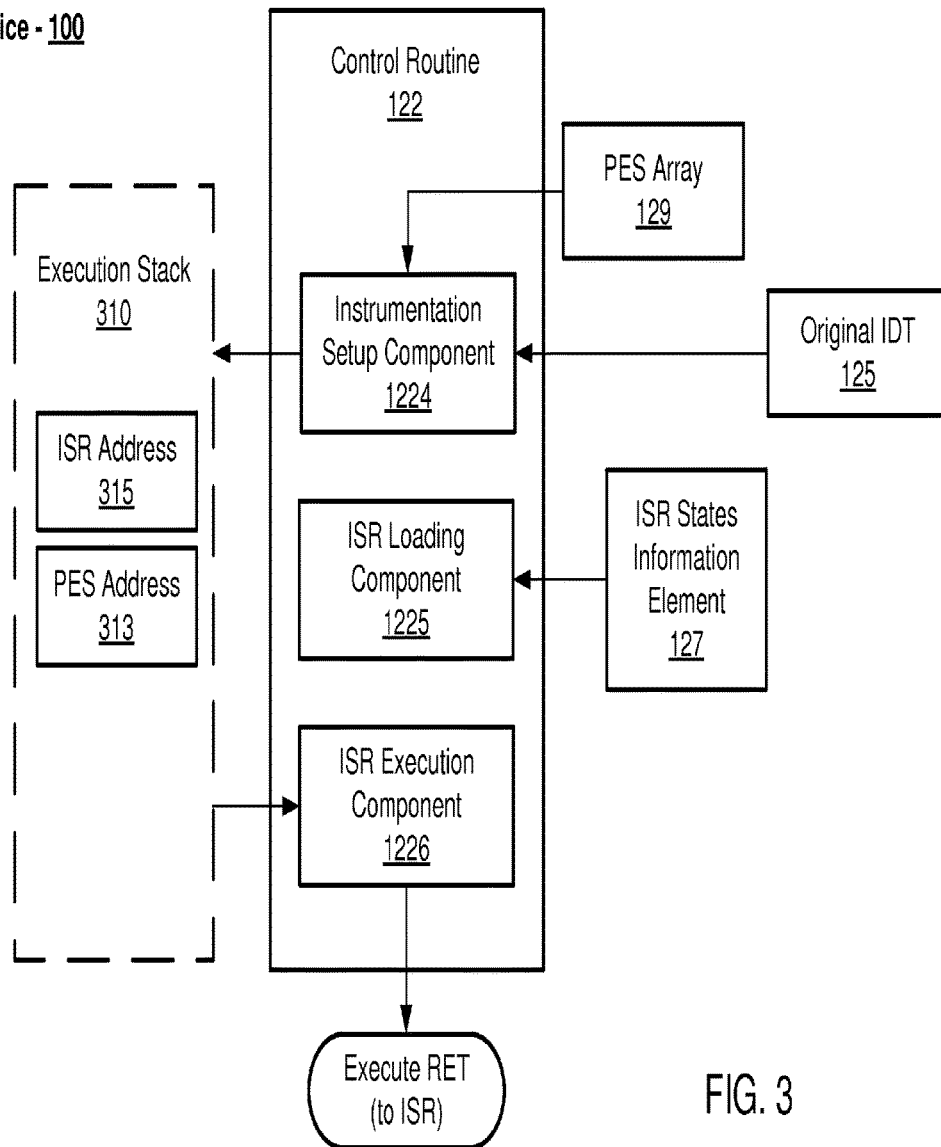 ice - 100
Control Routine
122
PES Array
129
Execution Stack
310
Instrumentation
Setup Component
1224
Original IDT
125
ISR Address
315
ISR Loading
Component
1225
ISR States
Information
Element
127
PES Address
313
ISR Execution
Component
1226
Execute RET
(to ISR)
FIG. 3